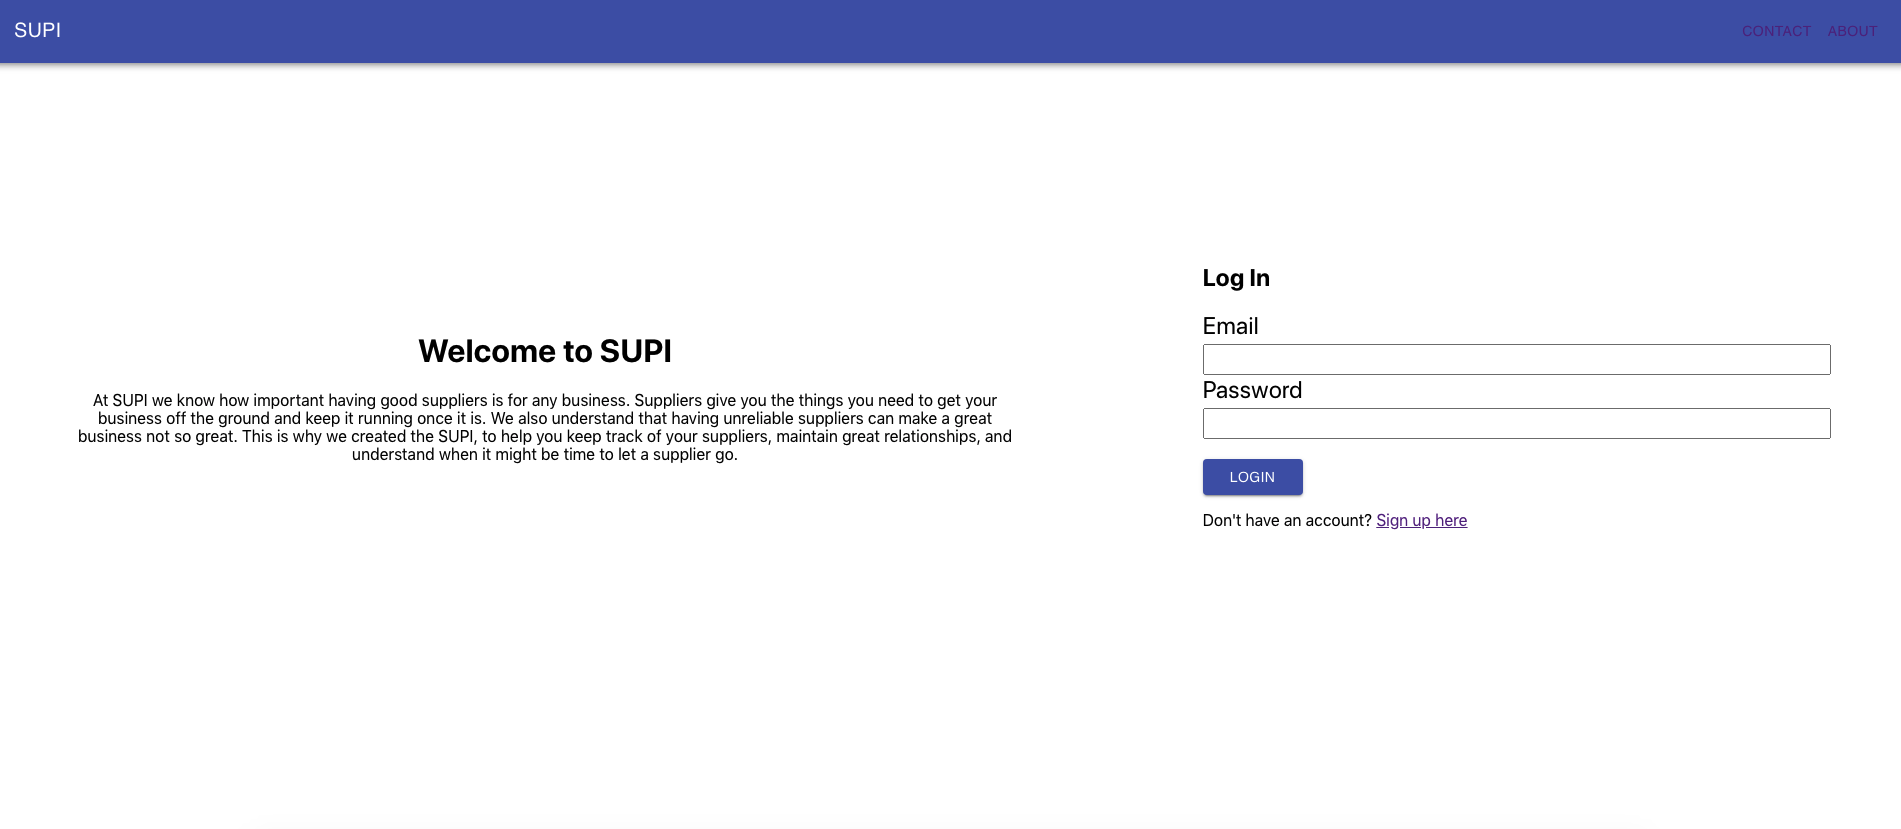 SUPI
CONTACT ABOUT
Welcome to SUPI
At SUPI we know how important having good suppliers is for any business. Suppliers give you the things you need to get your
business off the ground and keep it running once it is. We also understand that having unreliable suppliers can make a great
business not so great. This is why we created the SUPI, to help you keep track of your suppliers, maintain great relationships, and
understand when it might be time to let a supplier go.
Log In
Email
Password
LOGIN
Don't have an account? Sign up here